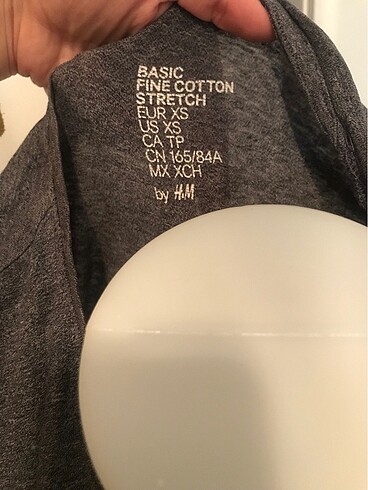 BASIC
FINE COTTON
STRETCH
EUR XS
US XS
CA TP
CN 165/84A
MX XCH
by H&M